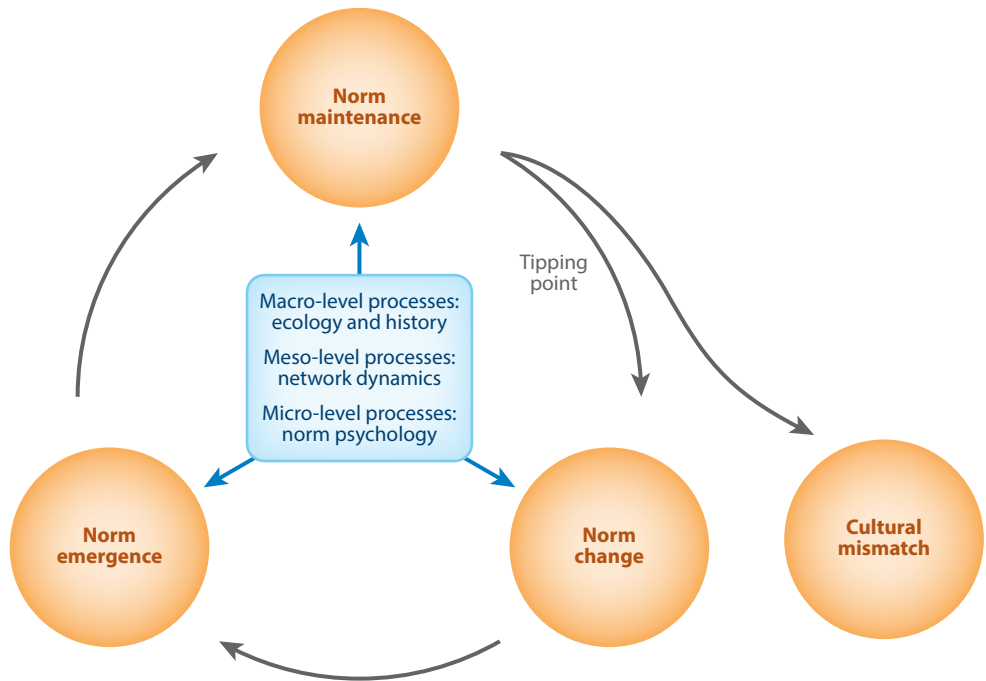 Norm
maintenance
Tipping
point
Macro-level processes:
ecology and history
Meso-level processes:
network dynamics
Micro-level processes:
norm psychology
Norm
emergence
Norm
change
Cultural
mismatch